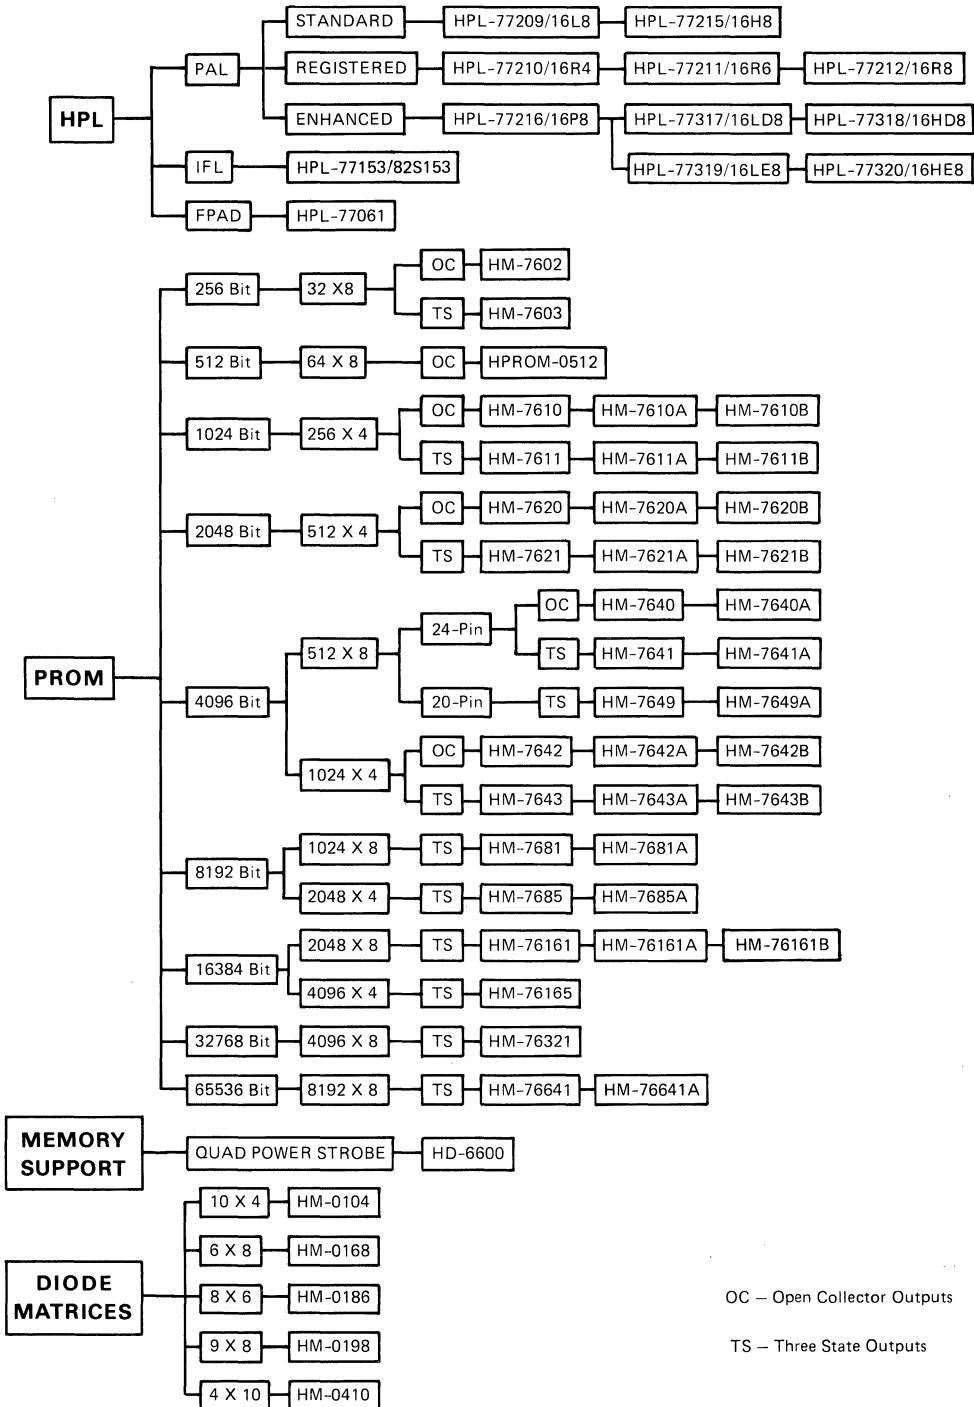 STANDARD HPL-77209/16L8 HPL-77215/16H8
PAL REGISTERED HPL-77210/16R4 HPL-77211/16R6 HPL-77212/16R8
HPL ENHANCED HPL-77216/16P8 HPL-77317/16LD8 HPL-77318/16HD8
IFL HPL-77153/82S153 HPL-77319/16LE8 HPL-77320/16HE8
FPAD HPL-77061
OC HM-7602
256 Bit 32 X8
TS HM-7603
512 Bit 64 X 8 OC HPROM-0512
OC HM-7610 HM-7610A HM-7610B
1024 Bit 256 X 4
TS HM-7611 HM-7611A HM-7611B
OC HM-7620 HM-7620A HM-7620B
2048 Bit 512 X 4
TS HM-7621 HM-7621A HM-7621B
OC HM-7640 HM-7640A
24-Pin
512 X 8 TS HM-7641 HM-7641A
PROM
4096 Bit 20-Pin TS HM-7649 HM-7649A
OC HM-7642 HM-7642A HM-7642B
1024 X 4
TS HM-7643 HM-7643A HM-7643B
1024 X 8 TS HM-7681 HM-7681A
8192 Bit
2048 X 4 TS HM-7685 HM-7685A
2048 X 8 TS HM-76161 HM-76161A HM-76161B
16384 Bit
4096 X 4 TS HM-76165
32768 Bit 4096 X 8 TS HM-76321
65536 Bit 8192 X 8 TS HM-76641 HM-76641A
MEMORY
SUPPORT QUAD POWER STROBE HD-6600
10 X 4 HM-0104
6 X 8 HM-0168
DIODE
MATRICES
8 X 6 HM-0186
9 X 8 HM-0198
4 X 10 HM-0410
OC – Open Collector Outputs
TS – Three State Outputs